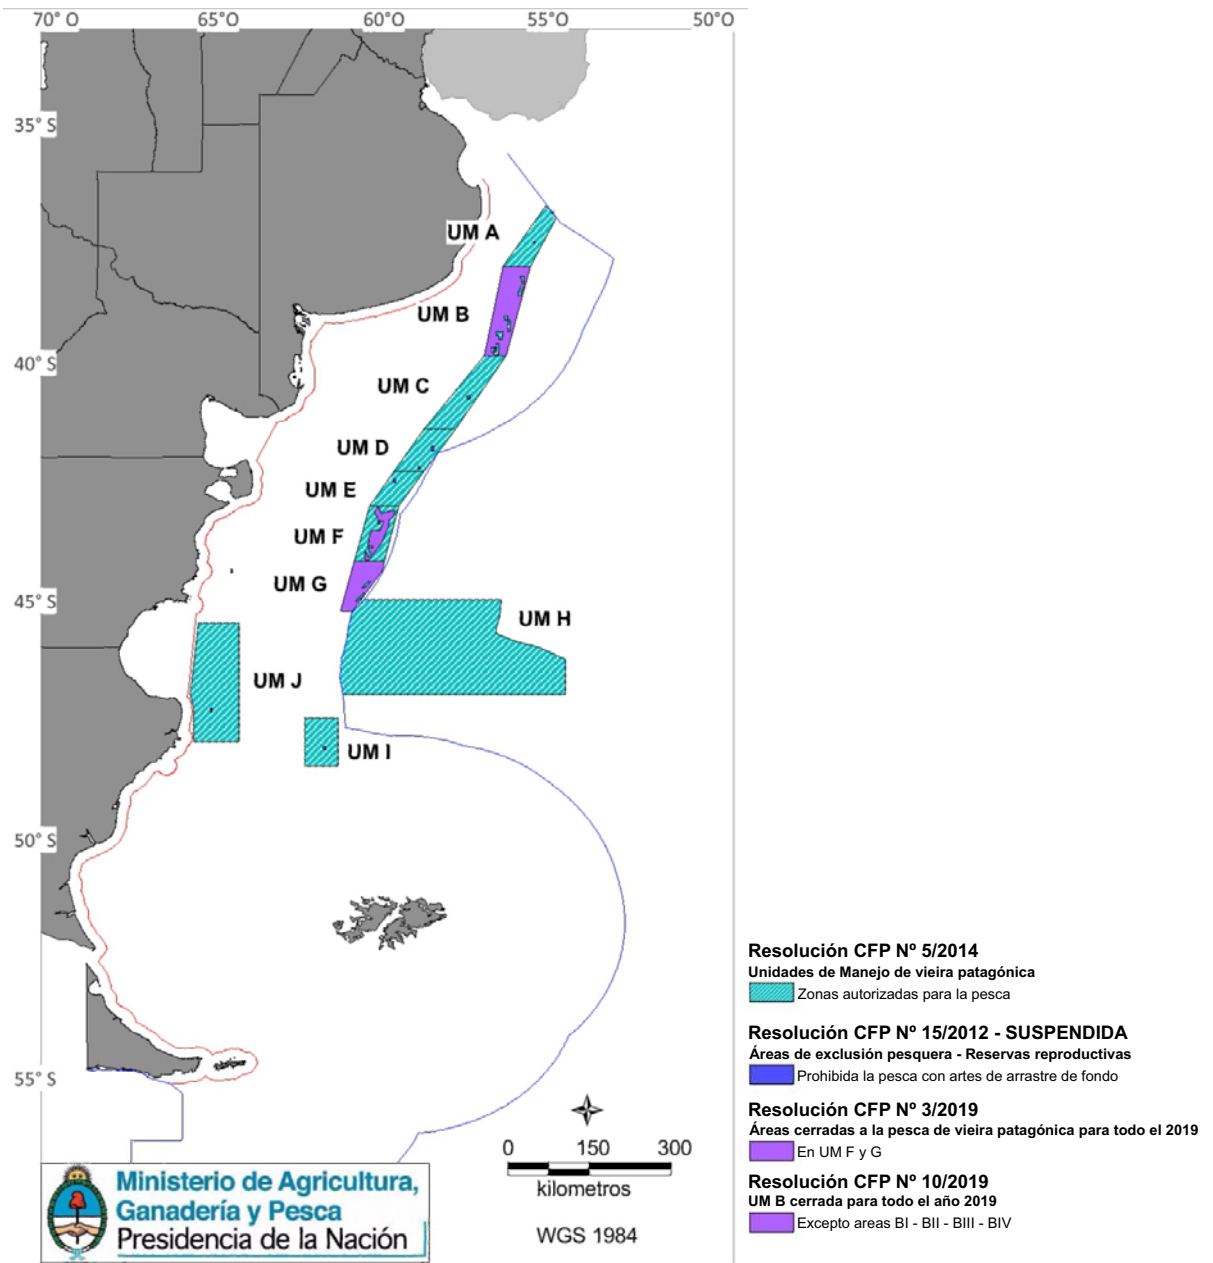 70° O 65°O 60°O 55°O 50°O
35° S
UM A
UM B
40° S
UM C
UM D
UM E
UM F
UM G
45° S
UM H
UM J
UM I
50° S
55° S
0 150 300
kilometros
WGS 1984
Ministerio de Agricultura,
Ganadería y Pesca
Presidencia de la Nación
Resolución CFP Nº 5/2014
Unidades de Manejo de vieira patagónica
Zonas autorizadas para la pesca
Resolución CFP Nº 15/2012 - SUSPENDIDA
Áreas de exclusión pesquera - Reservas reproductivas
Prohibida la pesca con artes de arrastre de fondo
Resolución CFP Nº 3/2019
Áreas cerradas a la pesca de vieira patagónica para todo el 2019
En UM F y G
Resolución CFP Nº 10/2019
UM B cerrada para todo el año 2019
Excepto areas BI - BII - BIII - BIV